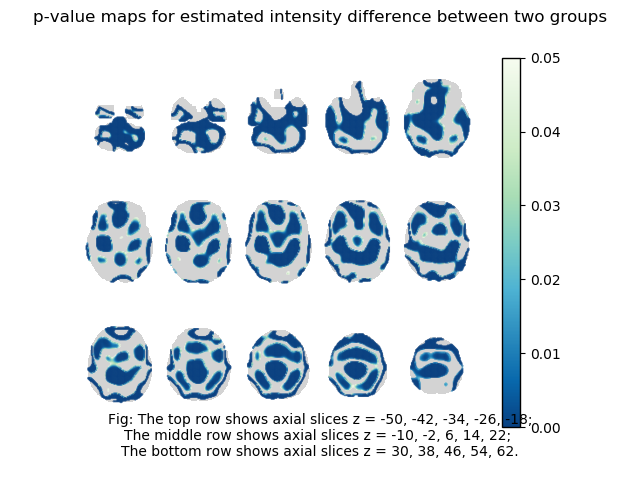 p-value maps for estimated intensity difference between two groups
0.05
0.04
0.03
0.02
0.01
0.00
Fig: The top row shows axial slices z = -50, -42, -34, -26, -18;
The middle row shows axial slices z = -10, -2, 6, 14, 22;
The bottom row shows axial slices z = 30, 38, 46, 54, 62.